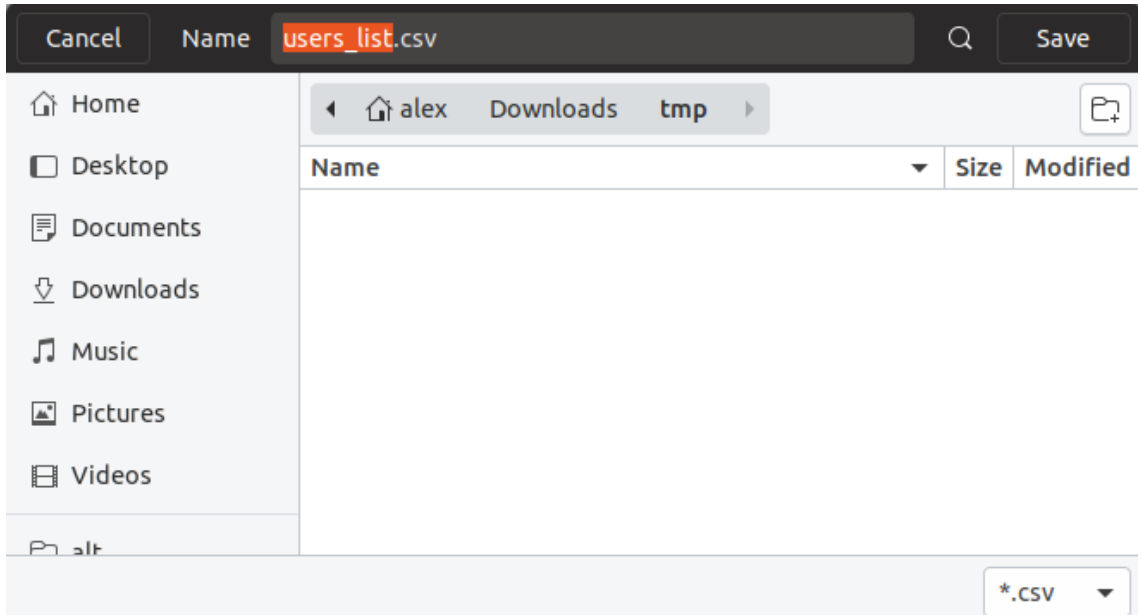 Cancel Name users_list.csv Save
Home
alex Downloads tmp
Desktop
Name Size Modified
Documents
Downloads
Music
Pictures
Videos
alt
*.csv